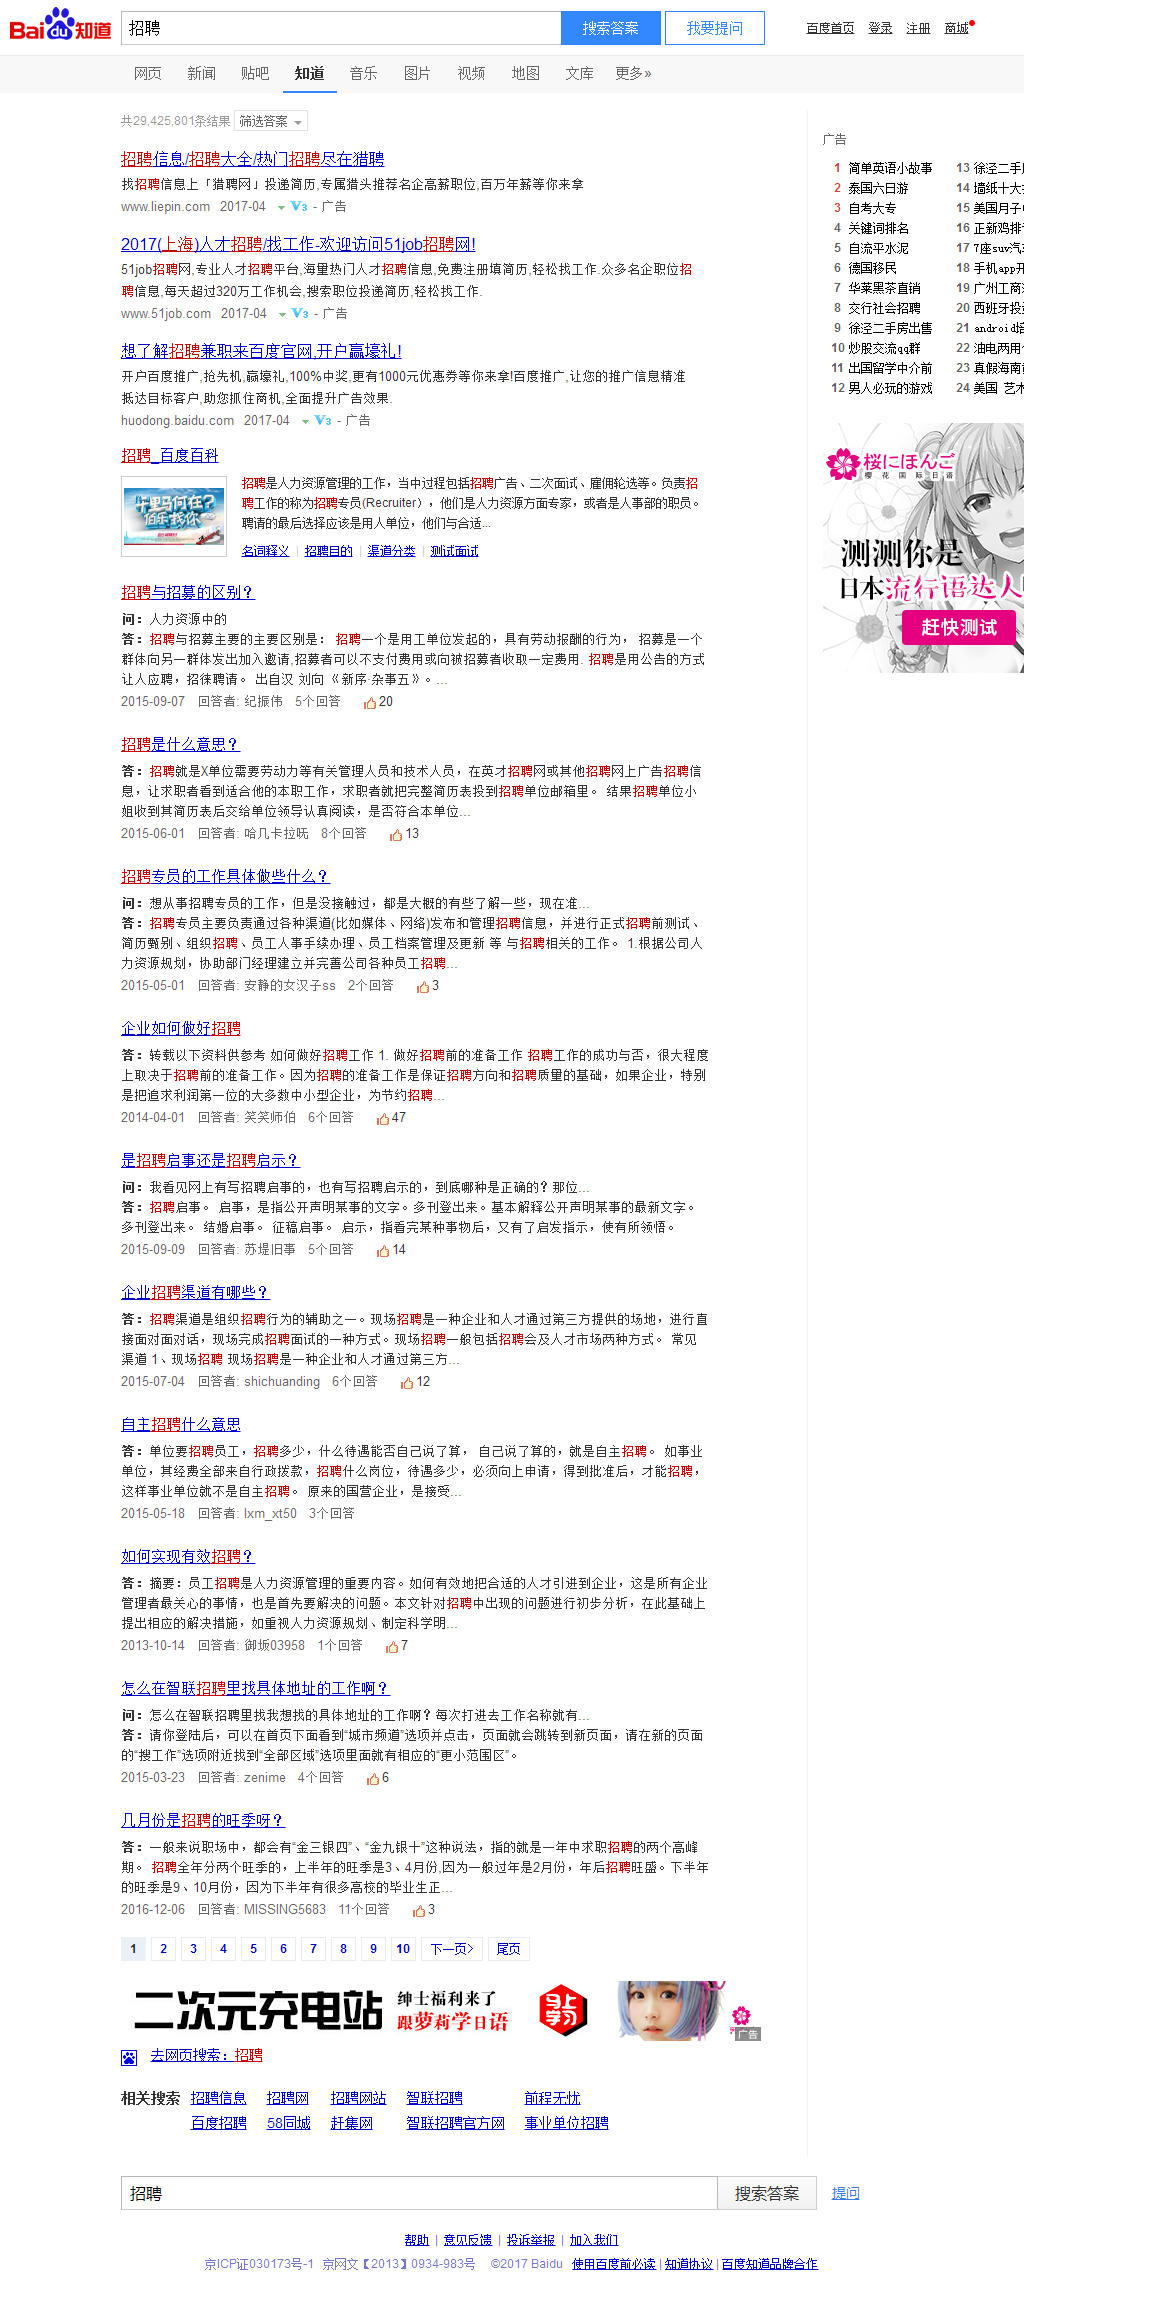 Baidu知道 招聘 搜索答案 我要提问 百度首页 登录 注册 商城
网页 新闻 贴吧 知道 音乐 图片 视频 地图 文库 更多»
共29,425,801条结果 筛选答案
招聘信息/招聘大全/热门招聘尽在猎聘
找招聘信息上「猎聘网」投递简历,专属猎头推荐名企高薪职位,百万年薪等你来拿
www.liepin.com 2017-04 V3 - 广告
2017(上海)人才招聘/找工作-欢迎访问51job招聘网!
51job招聘网,专业人才招聘平台,海量热门人才招聘信息,免费注册填简历,轻松找工作.众多名企职位招
聘信息,每天超过320万工作机会,搜索职位投递简历,轻松找工作.
www.51job.com 2017-04 V3 - 广告
想了解招聘兼职来百度官网,开户赢壕礼!
开户百度推广,抢先机,赢壕礼,100%中奖,更有1000元优惠券等你来拿!百度推广,让您的推广信息精准
抵达目标客户,助您抓住商机,全面提升广告效果.
huodong.baidu.com 2017-04 V3 - 广告
招聘_百度百科
千里马何在?
伯乐找你
招聘是人力资源管理的工作，当中过程包括招聘广告、二次面试、雇佣轮选等。负责招
聘工作的称为招聘专员(Recruiter），他们是人力资源方面专家，或者是人事部的职员。
聘请的最后选择应该是用人单位，他们与合适...
名词释义 | 招聘目的 | 渠道分类 | 测试面试
招聘与招募的区别？
问：人力资源中的
答：招聘与招募主要的主要区别是： 招聘一个是用工单位发起的，具有劳动报酬的行为， 招募是一个
群体向另一群体发出加入邀请,招募者可以不支付费用或向被招募者收取一定费用. 招聘是用公告的方式
让人应聘，招徕聘请。 出自汉 刘向《新序·杂事五》。...
2015-09-07 回答者: 纪振伟 5个回答 20
招聘是什么意思？
答：招聘就是X单位需要劳动力等有关管理人员和技术人员，在英才招聘网或其他招聘网上广告招聘信
息，让求职者看到适合他的本职工作，求职者就把完整简历表投到招聘单位邮箱里。 结果招聘单位小
姐收到其简历表后交给单位领导认真阅读，是否符合本单位...
2015-06-01 回答者: 哈几卡拉呒 8个回答 13
招聘专员的工作具体做些什么？
问：想从事招聘专员的工作，但是没接触过，都是大概的有些了解一些，现在准...
答：招聘专员主要负责通过各种渠道(比如媒体、网络)发布和管理招聘信息，并进行正式招聘前测试、
简历甄别、组织招聘、员工人事手续办理、员工档案管理及更新 等 与招聘相关的工作。 1.根据公司人
力资源规划，协助部门经理建立并完善公司各种员工招聘...
2015-05-01 回答者: 安静的女汉子ss 2个回答 3
企业如何做好招聘
答：转载以下资料供参考 如何做好招聘工作 1. 做好招聘前的准备工作 招聘工作的成功与否，很大程度
上取决于招聘前的准备工作。因为招聘的准备工作是保证招聘方向和招聘质量的基础，如果企业，特别
是把追求利润第一位的大多数中小型企业，为节约招聘...
2014-04-01 回答者: 笑笑师伯 6个回答 47
是招聘启事还是招聘启示？
问：我看见网上有写招聘启事的，也有写招聘启示的，到底哪种是正确的？那位...
答：招聘启事。 启事，是指公开声明某事的文字。多刊登出来。基本解释公开声明某事的最新文字。
多刊登出来。 结婚启事。 征稿启事。 启示，指看完某种事物后，又有了启发指示，使有所领悟。
2015-09-09 回答者: 苏堤旧事 5个回答 14
企业招聘渠道有哪些？
答：招聘渠道是组织招聘行为的辅助之一。现场招聘是一种企业和人才通过第三方提供的场地，进行直
接面对面对话，现场完成招聘面试的一种方式。现场招聘一般包括招聘会及人才市场两种方式。 常见
渠道 1、现场招聘 现场招聘是一种企业和人才通过第三方...
2015-07-04 回答者: shichuanding 6个回答 12
自主招聘什么意思
答：单位要招聘员工，招聘多少，什么待遇能否自己说了算， 自己说了算的，就是自主招聘。 如事业
单位，其经费全部来自行政拨款，招聘什么岗位，待遇多少，必须向上申请，得到批准后，才能招聘，
这样事业单位就不是自主招聘。 原来的国营企业，是接受...
2015-05-18 回答者: lxm_xt50 3个回答
如何实现有效招聘？
答：摘要：员工招聘是人力资源管理的重要内容。如何有效地把合适的人才引进到企业，这是所有企业
管理者最关心的事情，也是首先要解决的问题。本文针对招聘中出现的问题进行初步分析，在此基础上
提出相应的解决措施，如重视人力资源规划、制定科学明...
2013-10-14 回答者: 御坂03958 1个回答 7
怎么在智联招聘里找具体地址的工作啊？
问：怎么在智联招聘里找我想找的具体地址的工作啊？每次打进去工作名称就有...
答：请你登陆后，可以在首页下面看到“城市频道”选项并点击，页面就会跳转到新页面，请在新的页面
的“搜工作”选项附近找到“全部区域”选项里面就有相应的“更小范围区”。
2015-03-23 回答者: zenime 4个回答 6
几月份是招聘的旺季呀？
答：一般来说职场中，都会有“金三银四”、“金九银十”这种说法，指的就是一年中求职招聘的两个高峰
期。 招聘全年分两个旺季的，上半年的旺季是3、4月份,因为一般过年是2月份，年后招聘旺盛。下半年
的旺季是9、10月份，因为下半年有很多高校的毕业生正...
2016-12-06 回答者: MISSING5683 11个回答 3
1 2 3 4 5 6 7 8 9 10 下一页> 尾页
二次元充电站 绅士福利来了
跟萝莉学日语
马上学习
广告
去网页搜索：招聘
相关搜索 招聘信息 招聘网 招聘网站 智联招聘 前程无忧
百度招聘 58同城 赶集网 智联招聘官方网 事业单位招聘
广告
1 简单英语小故事 13 徐泾二手
2 泰国六日游 14 墙纸十大
3 自考大专 15 美国月子
4 关键词排名 16 正新鸡排
5 自流平水泥 17 7座suv汽
6 德国移民 18 手机app开
7 华莱黑茶直销 19 广州工商
8 交行社会招聘 20 西班牙投
9 徐泾二手房出售 21 android培
10 炒股交流qq群 22 油电两用
11 出国留学中介前 23 真假海南
12 男人必玩的游戏 24 美国 艺术
桜にほんご
樱花国际日语
测测你是
日本流行语达人
赶快测试
招聘 搜索答案 提问
帮助 | 意见反馈 | 投诉举报 | 加入我们
京ICP证030173号-1 京网文【2013】0934-983号 ©2017 Baidu 使用百度前必读 | 知道协议 | 百度知道品牌合作